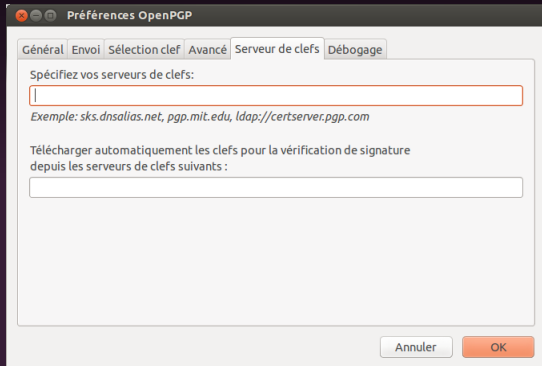 Préférences OpenPGP
Général Envoi Sélection clef Avancé Serveur de clefs Débogage
Spécifiez vos serveurs de clefs:
Exemple: sks.dnsalias.net, pgp.mit.edu, ldap://certserver.pgp.com
Télécharger automatiquement les clefs pour la vérification de signature
depuis les serveurs de clefs suivants :
Annuler OK